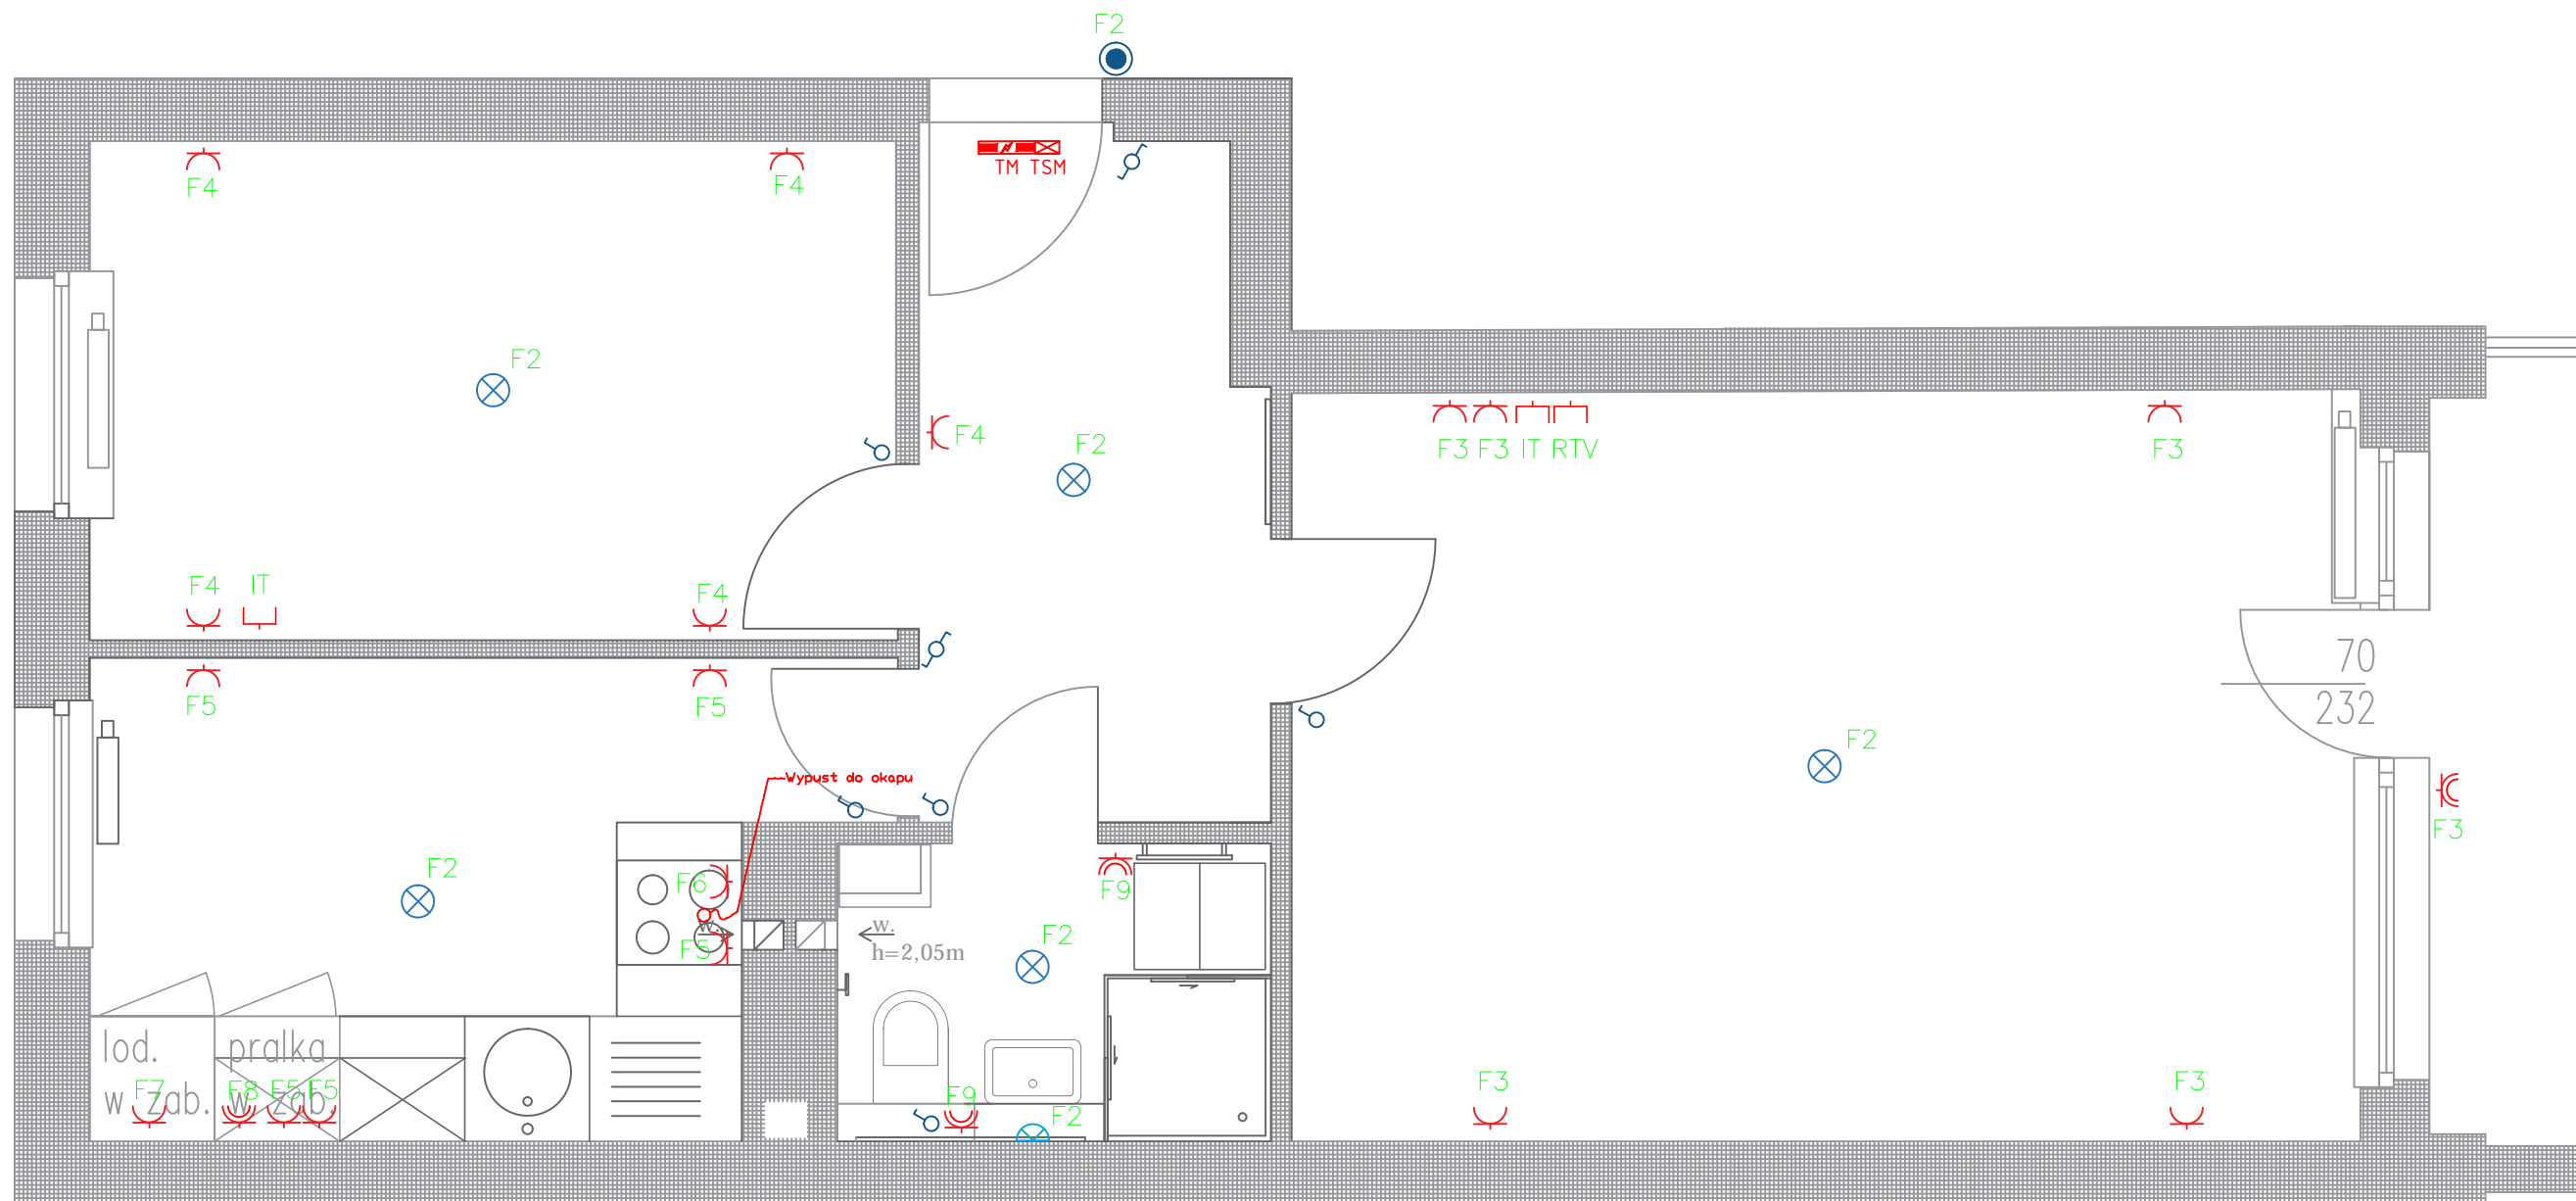 F2
TM TSM
F4
F4
F2
F4
F2
F3
F3
IT
RTV
F3
F4
IT
F4
F5
F5
70
232
F2
Wypust do okapu
F3
F2
F6
F9
w.
w.
h=2,05m
F5
F2
lod.
w zab.
pralka
w zab.
F7
F8
F5
F5
F9
F2
F3
F3